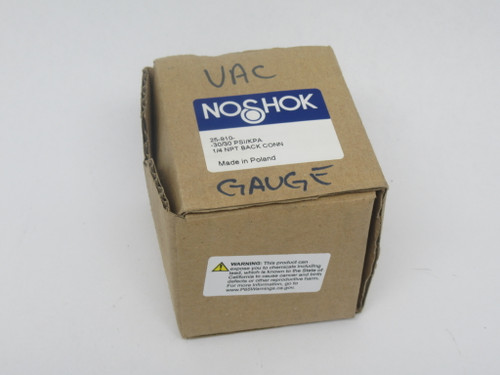 VAC
NOSHOK
25-910-
-30/30 PSI/KPA
1/4 NPT BACK CONN
Made in Poland
GAUGE
WARNING: This product can
expose you to chemicals including
lead, which is known to the State of
California to cause cancer and birth
defects or other reproductive harm.
For more information, go to
www.P65Warnings.ca.gov.